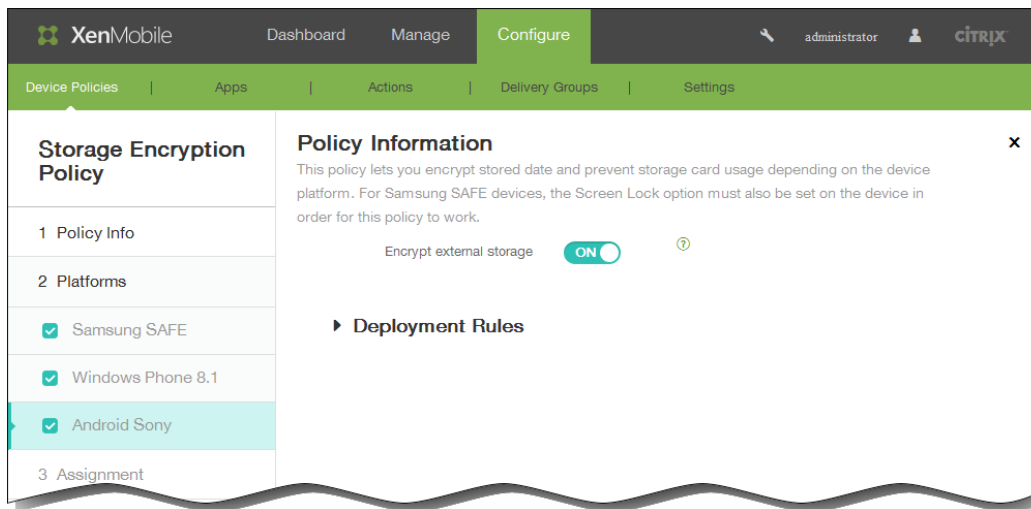 XenMobile Dashboard Manage Configure administrator CİTRIX
Device Policies | Apps | Actions | Delivery Groups | Settings
Storage Encryption
Policy
1 Policy Info
2 Platforms
Samsung SAFE
Windows Phone 8.1
Android Sony
3 Assignment
Policy Information
This policy lets you encrypt stored date and prevent storage card usage depending on the device
platform. For Samsung SAFE devices, the Screen Lock option must also be set on the device in
order for this policy to work.
Encrypt external storage ON ?
Deployment Rules